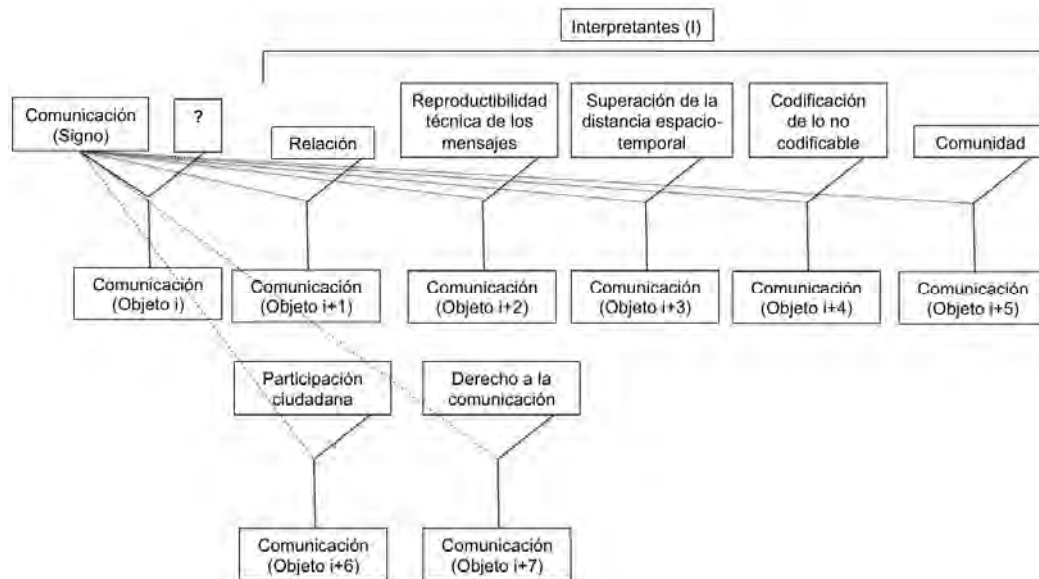 Interpretantes (I)
Comunicación
(Signo)
?
Relación
Reproductibilidad
técnica de los
mensajes
Superación de la
distancia espacio-
temporal
Codificación
de lo no
codificable
Comunidad
Comunicación
(Objeto i)
Comunicación
(Objeto i+1)
Comunicación
(Objeto i+2)
Comunicación
(Objeto i+3)
Comunicación
(Objeto i+4)
Comunicación
(Objeto i+5)
Participación
ciudadana
Derecho a la
comunicación
Comunicación
(Objeto i+6)
Comunicación
(Objeto i+7)